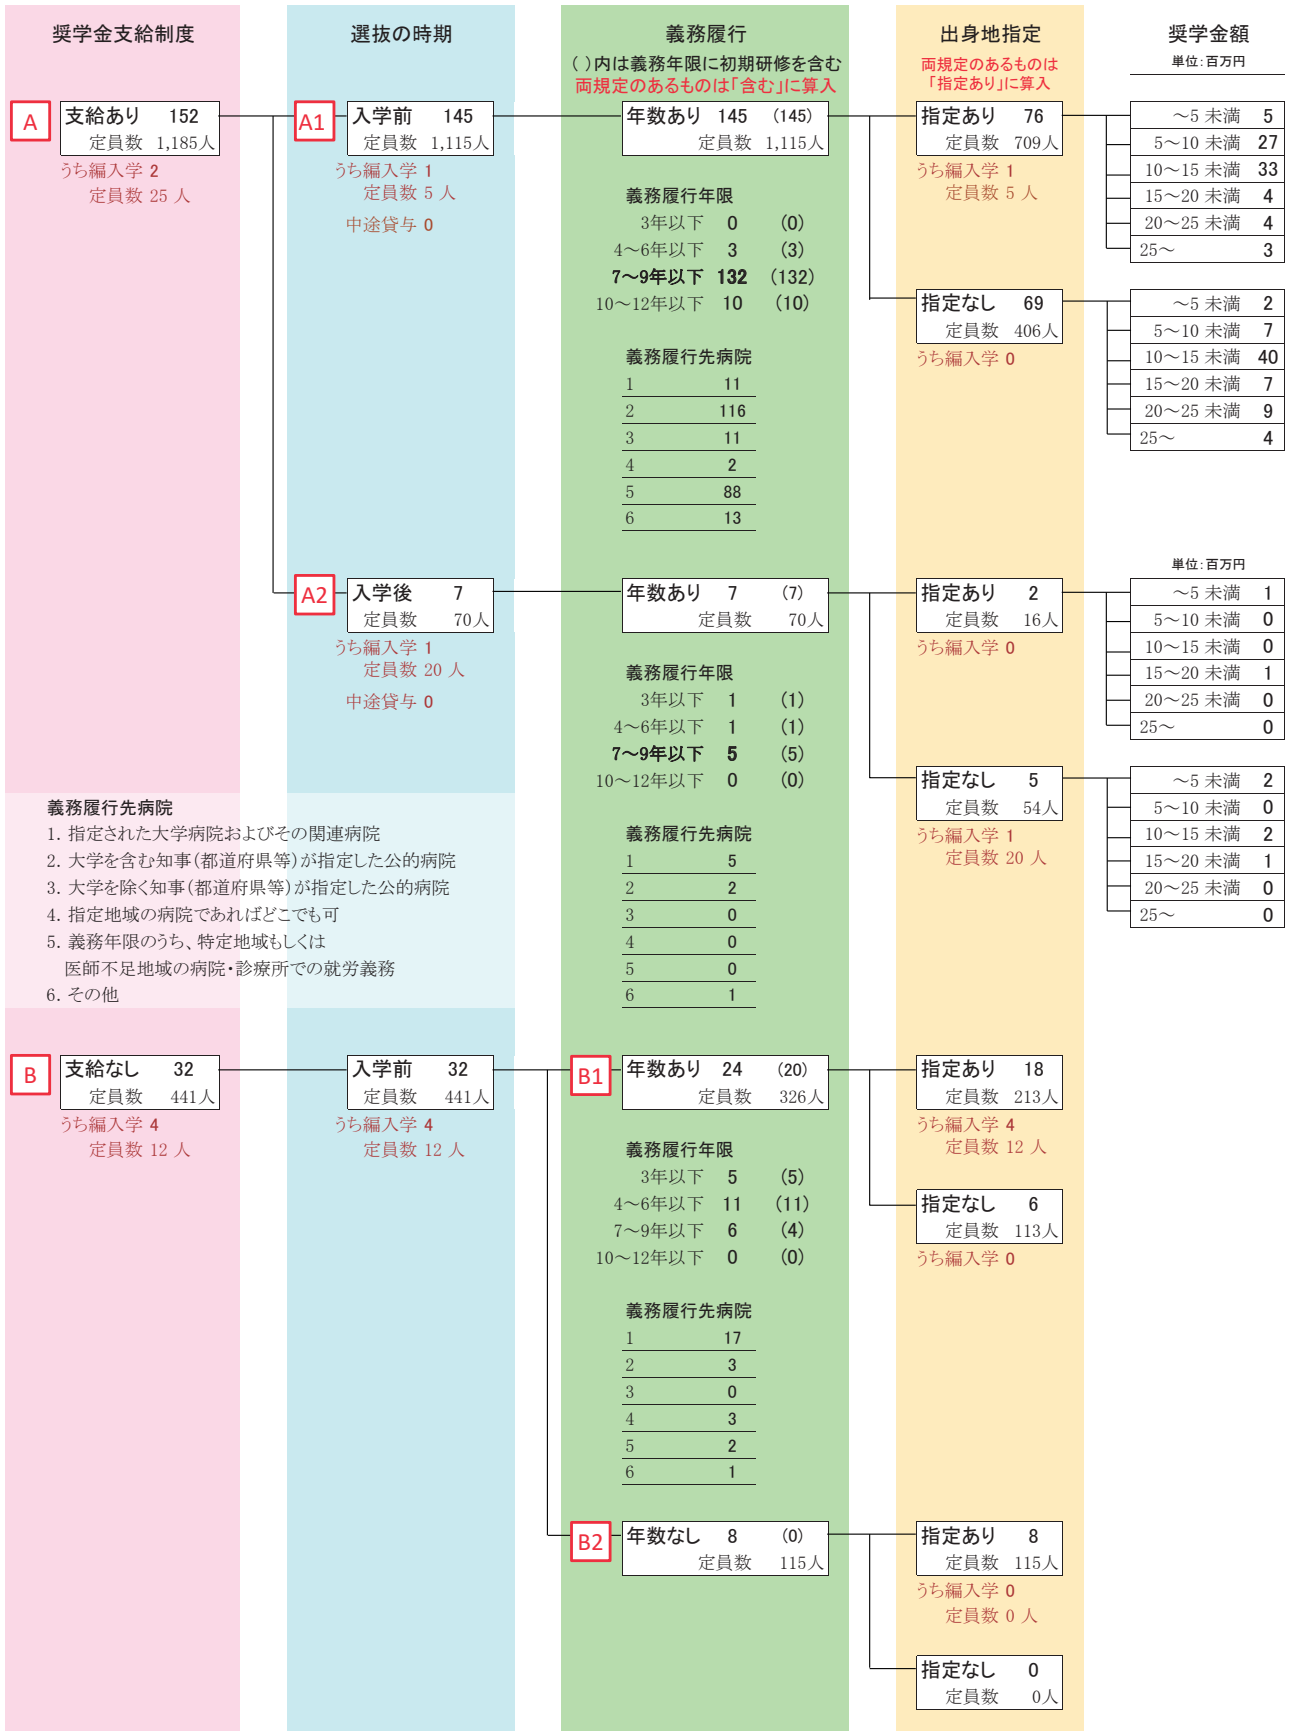 奨学金支給制度
選抜の時期
義務履行
( )内は義務年限に初期研修を含む
両規定のあるものは「含む」に算入
出身地指定
両規定のあるものは
「指定あり」に算入
奨学金額
単位:百万円
A
支給あり 152
定員数 1,185人
うち編入学 2
定員数 25 人
A1
入学前 145
定員数 1,115人
うち編入学 1
定員数 5 人
中途貸与 0
年数あり 145 (145)
定員数 1,115人
義務履行年限
3年以下 0 (0)
4～6年以下 3 (3)
7～9年以下 132 (132)
10～12年以下 10 (10)
義務履行先病院
1 11
2 116
3 11
4 2
5 88
6 13
指定あり 76
定員数 709人
うち編入学 1
定員数 5 人
～5 未満 5
5～10 未満 27
10～15 未満 33
15～20 未満 4
20～25 未満 4
25～ 3
指定なし 69
定員数 406人
うち編入学 0
～5 未満 2
5～10 未満 7
10～15 未満 40
15～20 未満 7
20～25 未満 9
25～ 4
A2
入学後 7
定員数 70人
うち編入学 1
定員数 20 人
中途貸与 0
年数あり 7 (7)
定員数 70人
義務履行年限
3年以下 1 (1)
4～6年以下 1 (1)
7～9年以下 5 (5)
10～12年以下 0 (0)
義務履行先病院
1 5
2 2
3 0
4 0
5 0
6 1
指定あり 2
定員数 16人
うち編入学 0
単位:百万円
～5 未満 1
5～10 未満 0
10～15 未満 0
15～20 未満 1
20～25 未満 0
25～ 0
指定なし 5
定員数 54人
うち編入学 1
定員数 20 人
～5 未満 2
5～10 未満 0
10～15 未満 2
15～20 未満 1
20～25 未満 0
25～ 0
義務履行先病院
1. 指定された大学病院およびその関連病院
2. 大学を含む知事(都道府県等)が指定した公的病院
3. 大学を除く知事(都道府県等)が指定した公的病院
4. 指定地域の病院であればどこでも可
5. 義務年限のうち、特定地域もしくは
医師不足地域の病院・診療所での就労義務
6. その他
B
支給なし 32
定員数 441人
うち編入学 4
定員数 12 人
入学前 32
定員数 441人
うち編入学 4
定員数 12 人
B1
年数あり 24 (20)
定員数 326人
義務履行年限
3年以下 5 (5)
4～6年以下 11 (11)
7～9年以下 6 (4)
10～12年以下 0 (0)
義務履行先病院
1 17
2 3
3 0
4 3
5 2
6 1
指定あり 18
定員数 213人
うち編入学 4
定員数 12 人
指定なし 6
定員数 113人
うち編入学 0
B2
年数なし 8 (0)
定員数 115人
指定あり 8
定員数 115人
うち編入学 0
定員数 0 人
指定なし 0
定員数 0人